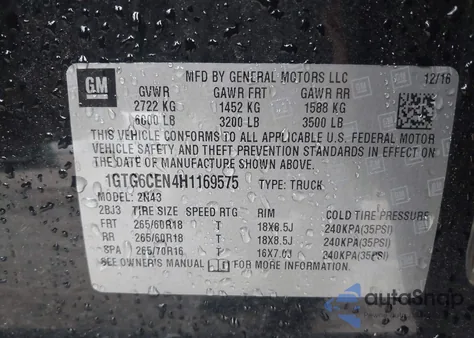 GM
MFD BY GENERAL MOTORS LLC 12/16
GVWR GAWR FRT GAWR RR
2722 KG 1452 KG 1588 KG
6000 LB 3200 LB 3500 LB
THIS VEHICLE CONFORMS TO ALL APPLICABLE U.S. FEDERAL MOTOR
VEHICLE SAFETY AND THEFT PREVENTION STANDARDS IN EFFECT ON
THE DATE OF MANUFACTURE SHOWN ABOVE.
1GTG6CEN4H1169575 TYPE: TRUCK
MODEL: 2N43
2BJ3 TIRE SIZE SPEED RTG RIM COLD TIRE PRESSURE
FRT 265/60R18 T 18X8.5J 240KPA(35PSI)
RR 265/60R18 T 18X8.5J 240KPA(35PSI)
SPA 265/70R16 T 16X7.0J 240KPA(35PSI)
SEE OWNER'S MANUAL FOR MORE INFORMATION.
autoSnap